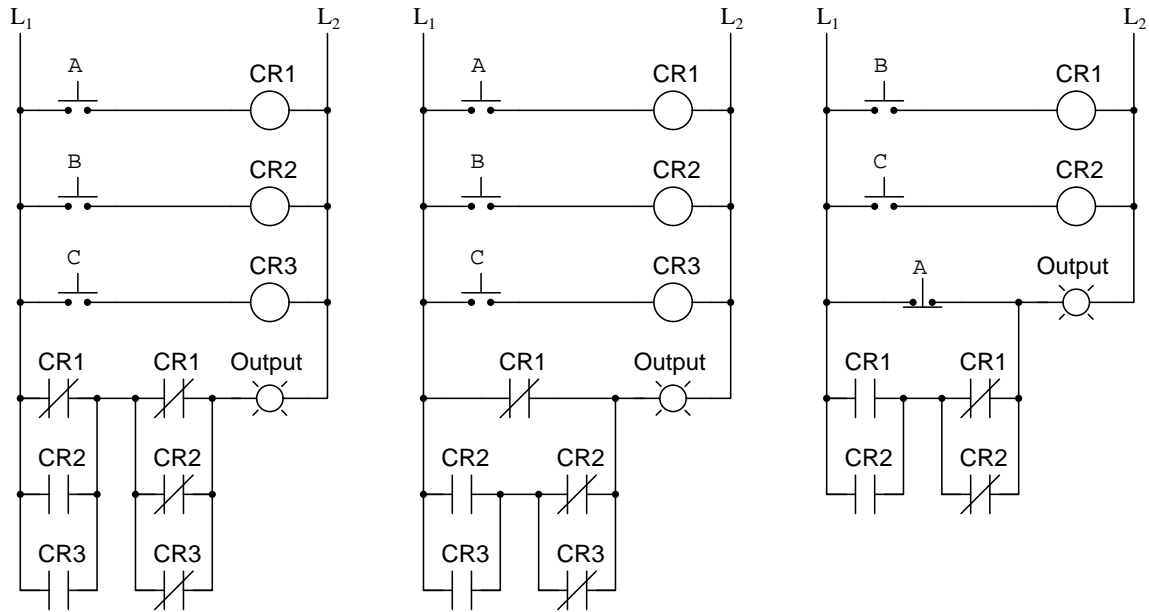 L₁ L₂
A CR1
B CR2
C CR3
CR1 CR1 Output
CR2 CR2
CR3 CR3
L₁ L₂
A CR1
B CR2
C CR3
CR1 Output
CR2 CR2
CR3 CR3
L₁ L₂
B CR1
C CR2
A Output
CR1 CR1
CR2 CR2